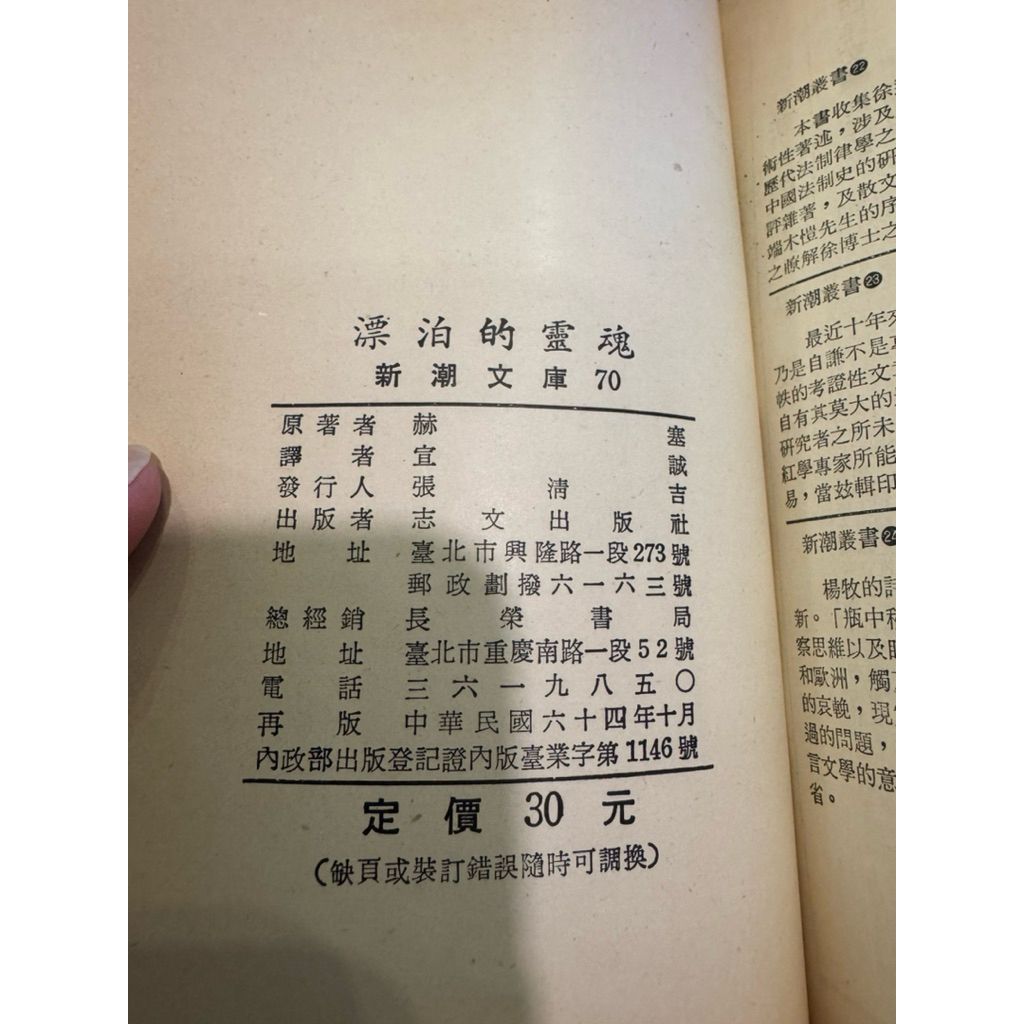 漂泊的靈魂
新潮文庫 70
原著者 赫塞
譯者 宣誠
發行人 張清吉
出版者 志文出版社
地址 臺北市興隆路一段273號
郵政劃撥六一六三號
總經銷 長榮書局
地址 臺北市重慶南路一段52號
電話 三六一九八五〇
再版 中華民國六十四年十月
內政部出版登記證內版臺業字第1146號
定價 30 元
(缺頁或裝訂錯誤隨時可調換)
新潮叢書㉒
本書收集徐
術性著述，涉及
歷代法制律學之
中國法制史的研
評雜著，及散文
端木愷先生的序
之瞭解徐博士之
新潮叢書㉓
最近十年來
乃是自謙不是
帙的考證性文
自有其莫大的
研究者之所未
紅學專家所能
易，當茲輯印
新潮叢書㉔
楊牧的詩
新。「瓶中稿
察思維以及
和歐洲，觸
的哀輓，現
過的問題，
言文學的意
省。